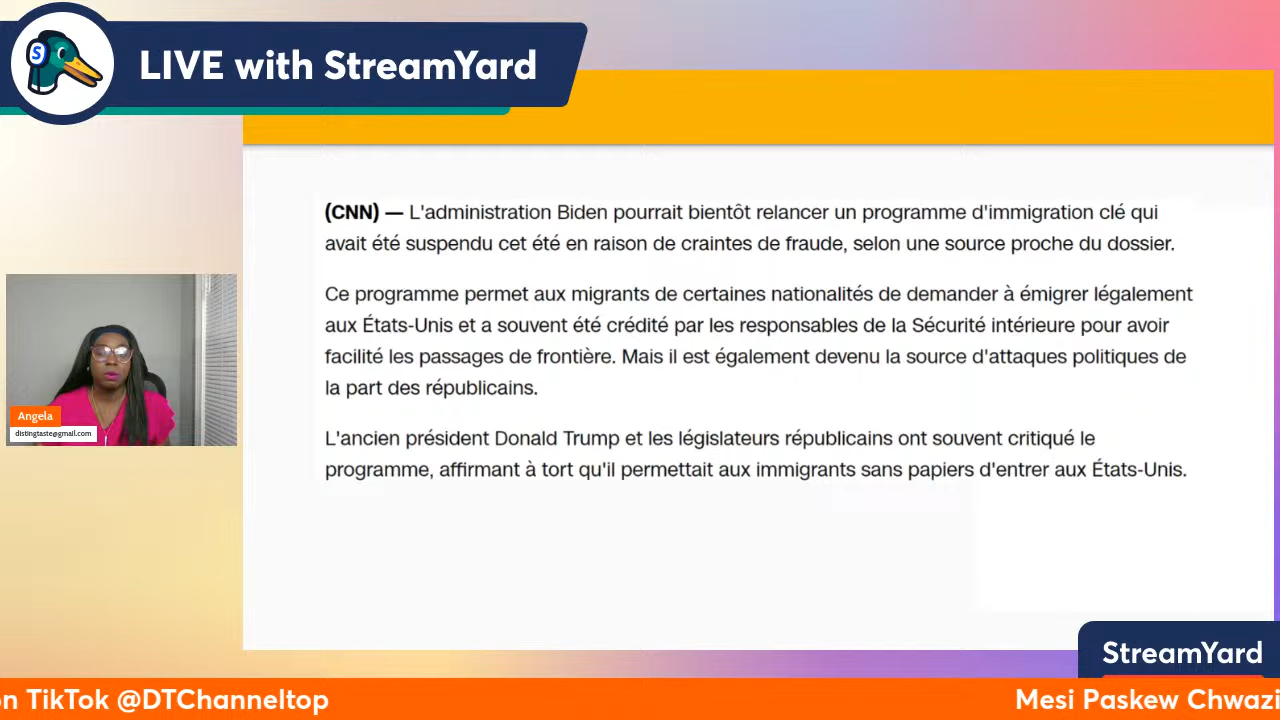 S
LIVE with StreamYard
(CNN) — L'administration Biden pourrait bientôt relancer un programme d'immigration clé qui
avait été suspendu cet été en raison de craintes de fraude, selon une source proche du dossier.
Ce programme permet aux migrants de certaines nationalités de demander à émigrer légalement
aux États-Unis et a souvent été crédité par les responsables de la Sécurité intérieure pour avoir
facilité les passages de frontière. Mais il est également devenu la source d'attaques politiques de
la part des républicains.
L'ancien président Donald Trump et les législateurs républicains ont souvent critiqué le
programme, affirmant à tort qu'il permettait aux immigrants sans papiers d'entrer aux États-Unis.
Angela
distingtaste@gmail.com
StreamYard
on TikTok @DTChanneltop
Mesi Paskew Chwazi